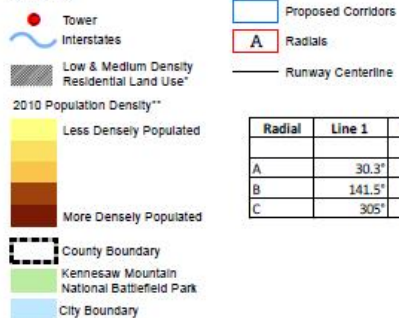 Tower
Interstates
Low & Medium Density
Residential Land Use*
2010 Population Density**
Less Densely Populated
More Densely Populated
County Boundary
Kennesaw Mountain
National Battlefield Park
City Boundary
Proposed Corridors
A Radials
Runway Centerline
Radial Line 1
A 30.3°
B 141.5°
C 305°